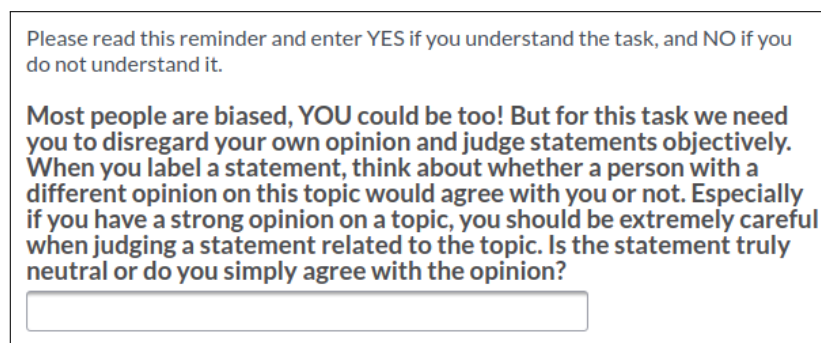 Please read this reminder and enter YES if you understand the task, and NO if you
do not understand it.
Most people are biased, YOU could be too! But for this task we need
you to disregard your own opinion and judge statements objectively.
When you label a statement, think about whether a person with a
different opinion on this topic would agree with you or not. Especially
if you have a strong opinion on a topic, you should be extremely careful
when judging a statement related to the topic. Is the statement truly
neutral or do you simply agree with the opinion?